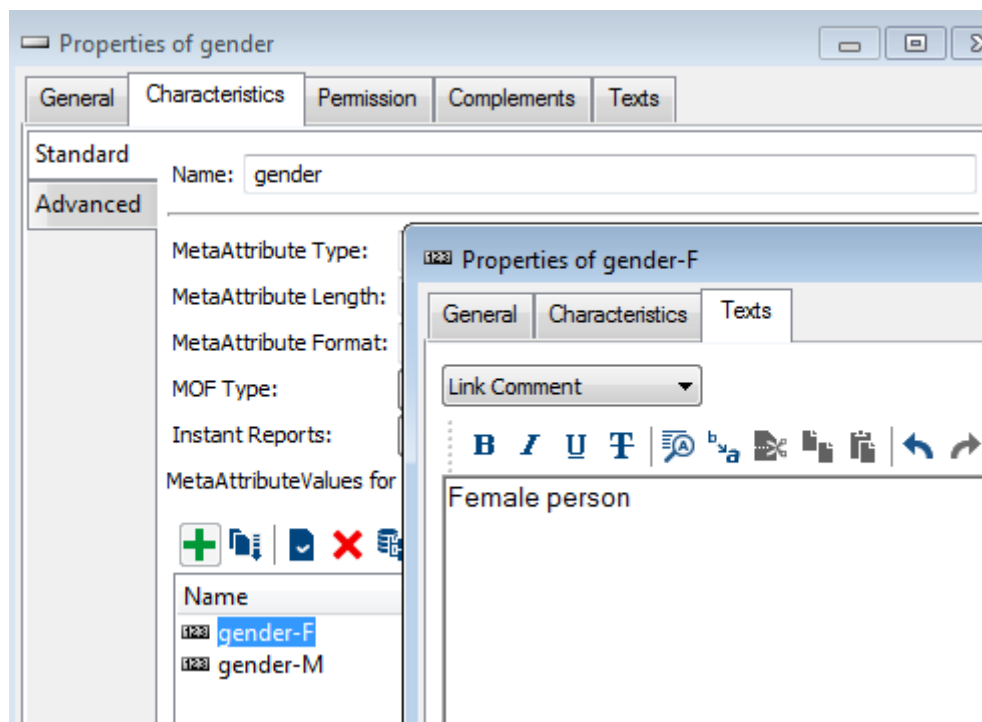 Properties of gender
General Characteristics Permission Complements Texts
Standard
Advanced
Name: gender
MetaAttribute Type:
MetaAttribute Length:
MetaAttribute Format:
MOF Type:
Instant Reports:
MetaAttributeValues for
Name
gender-F
gender-M
Properties of gender-F
General Characteristics Texts
Link Comment
B I U T
Female person